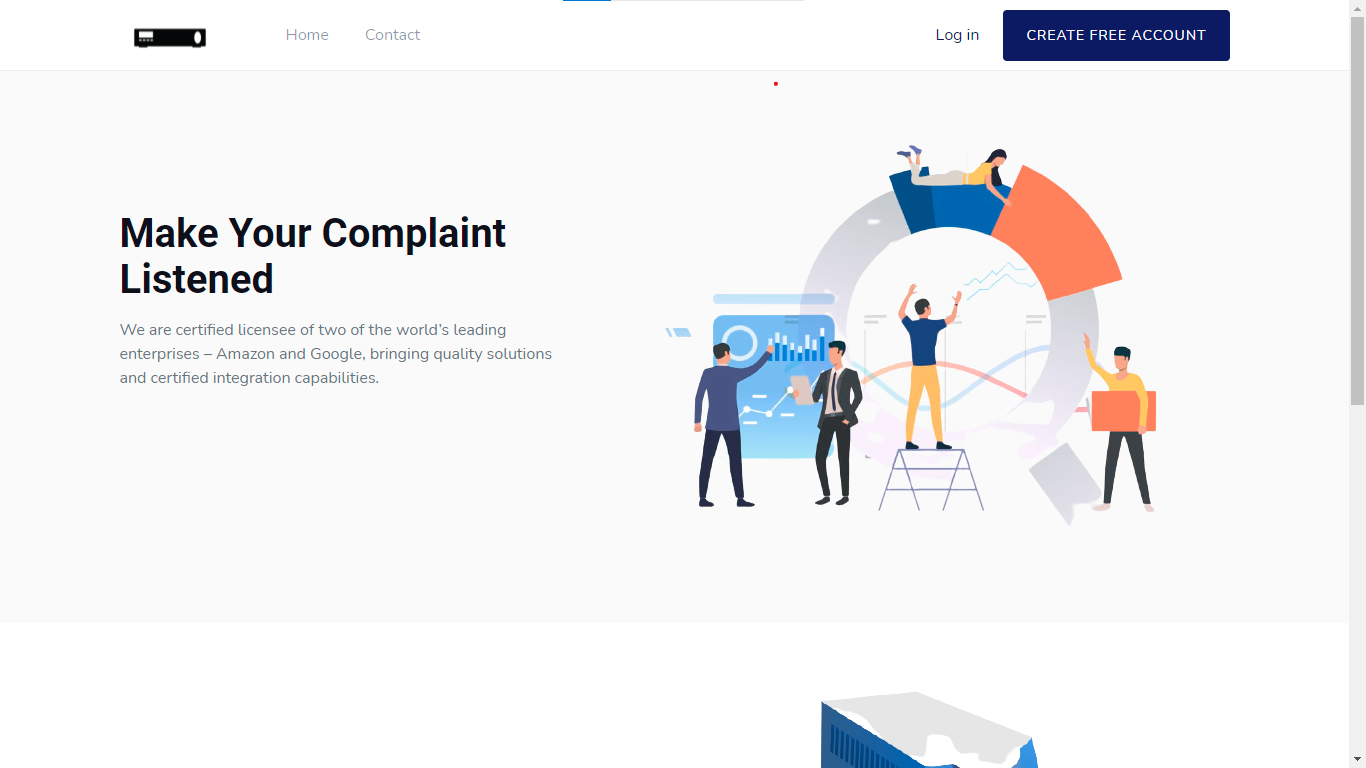 Home
Contact
Log in
CREATE FREE ACCOUNT
Make Your Complaint
Listened
We are certified licensee of two of the world’s leading
enterprises – Amazon and Google, bringing quality solutions
and certified integration capabilities.